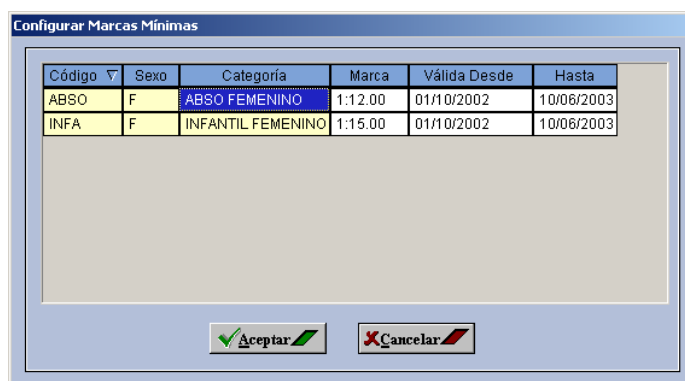 Configurar Marcas Mínimas
Código Sexo Categoría Marca Válida Desde Hasta
ABSO F ABSO FEMENINO 1:12.00 01/10/2002 10/06/2003
INFA F INFANTIL FEMENINO 1:15.00 01/10/2002 10/06/2003
Aceptar Cancelar